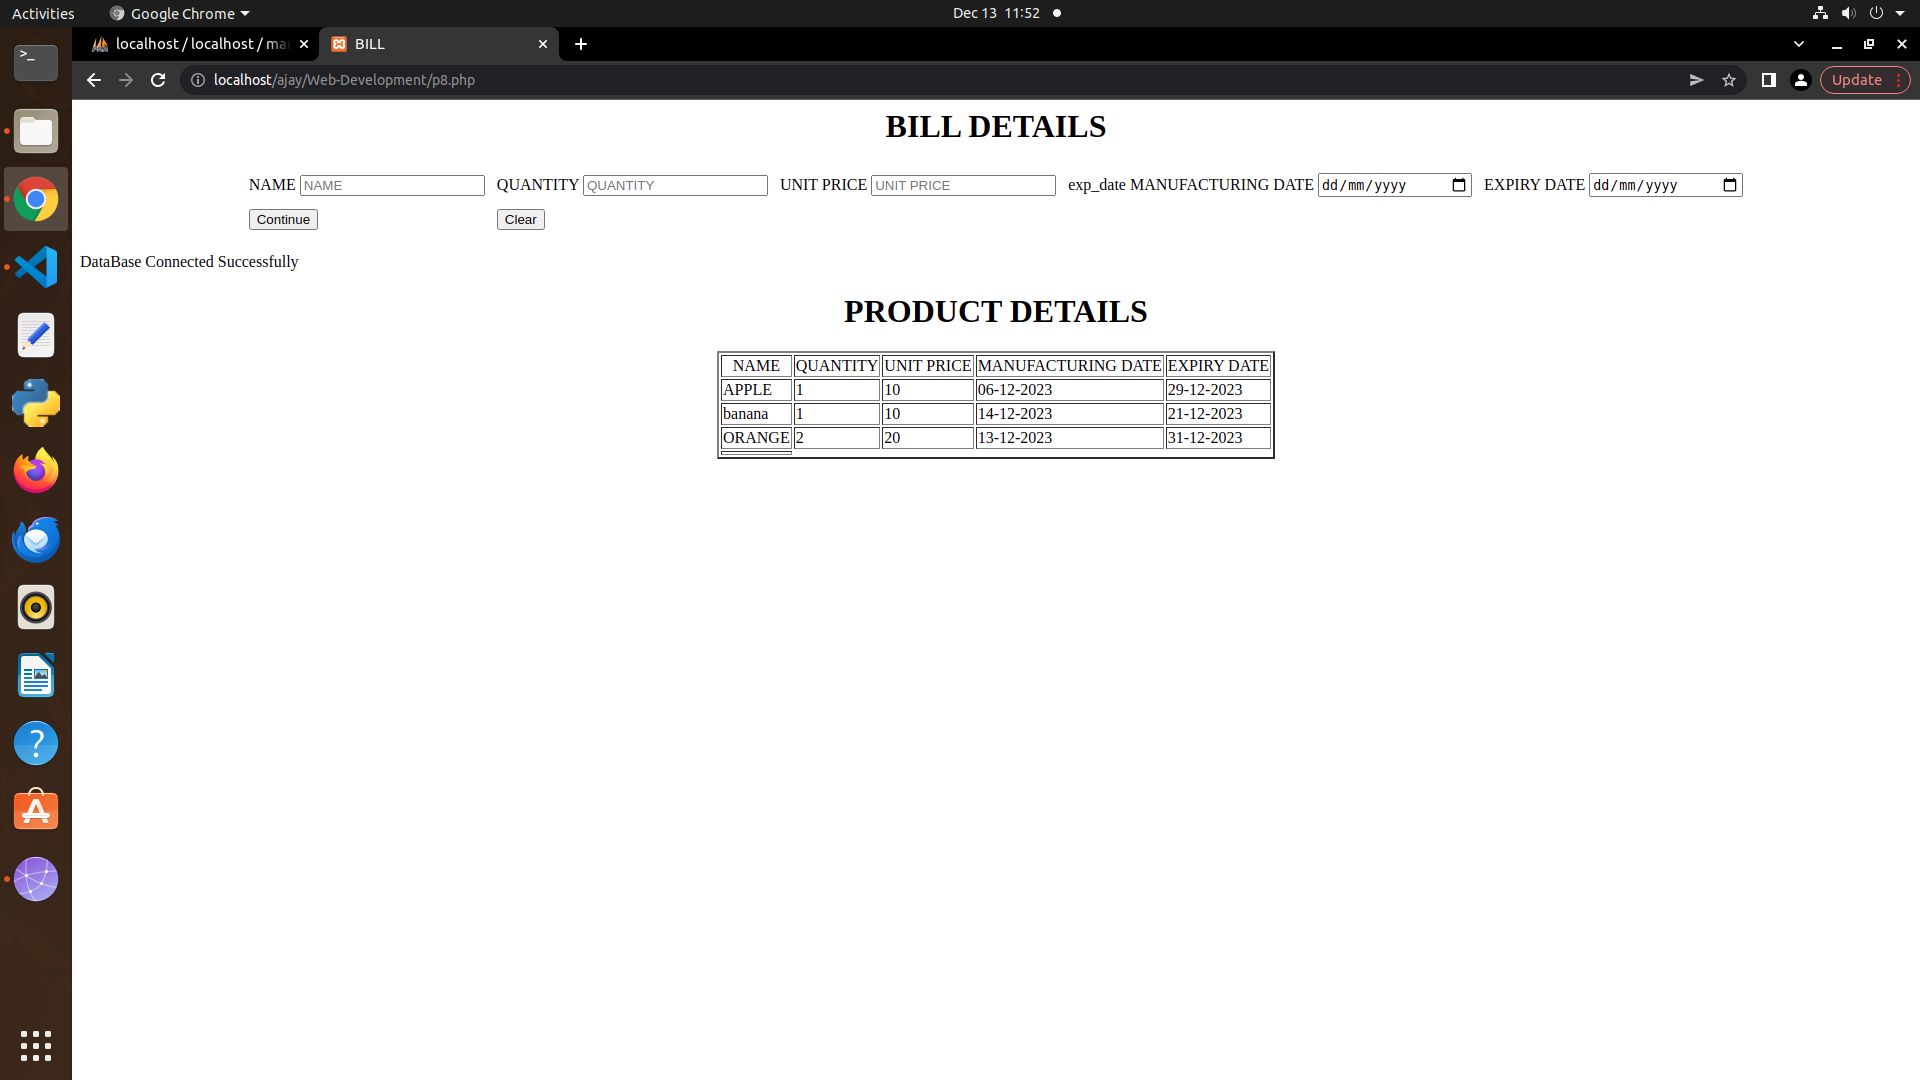 Activities Google Chrome Dec 13 11:52
localhost / localhost / ma BILL
localhost/ajay/Web-Development/p8.php Update
BILL DETAILS
NAME NAME QUANTITY QUANTITY UNIT PRICE UNIT PRICE exp_date MANUFACTURING DATE dd/mm/yyyy EXPIRY DATE dd/mm/yyyy
Continue Clear
DataBase Connected Successfully
PRODUCT DETAILS
NAME QUANTITY UNIT PRICE MANUFACTURING DATE EXPIRY DATE
APPLE 1 10 06-12-2023 29-12-2023
banana 1 10 14-12-2023 21-12-2023
ORANGE 2 20 13-12-2023 31-12-2023